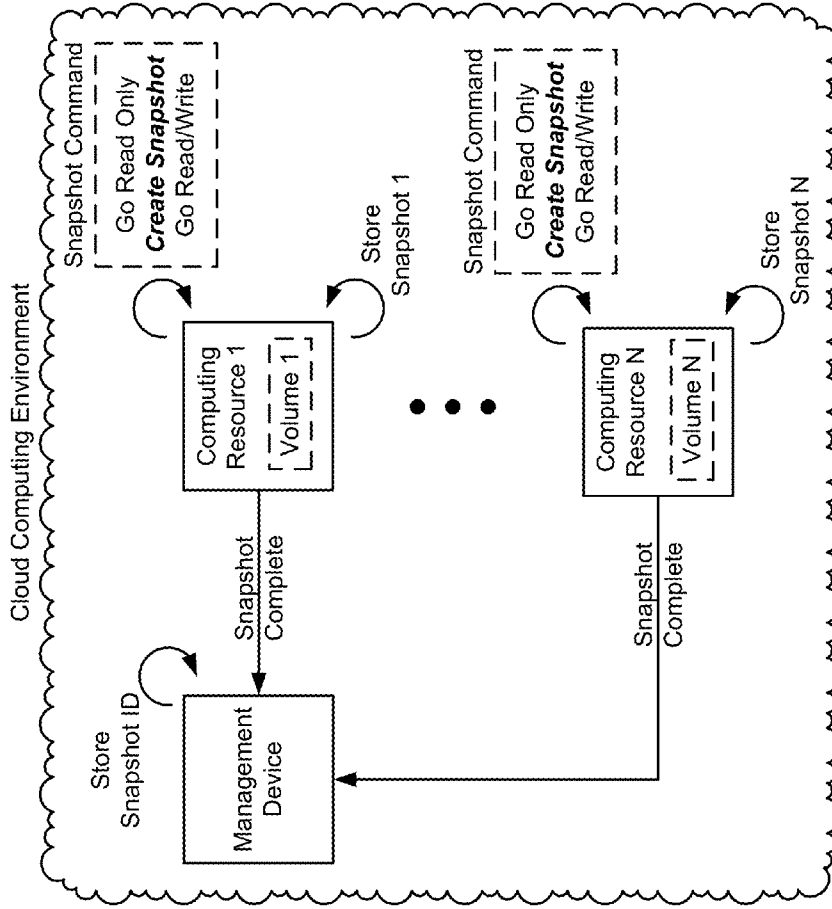 Cloud Computing Environment
Store
Snapshot ID
Management
Device
Snapshot
Complete
Computing
Resource 1
Volume 1
Snapshot Command
Go Read Only
Create Snapshot
Go Read/Write
Store
Snapshot 1
Snapshot
Complete
Computing
Resource N
Volume N
Snapshot Command
Go Read Only
Create Snapshot
Go Read/Write
Store
Snapshot N